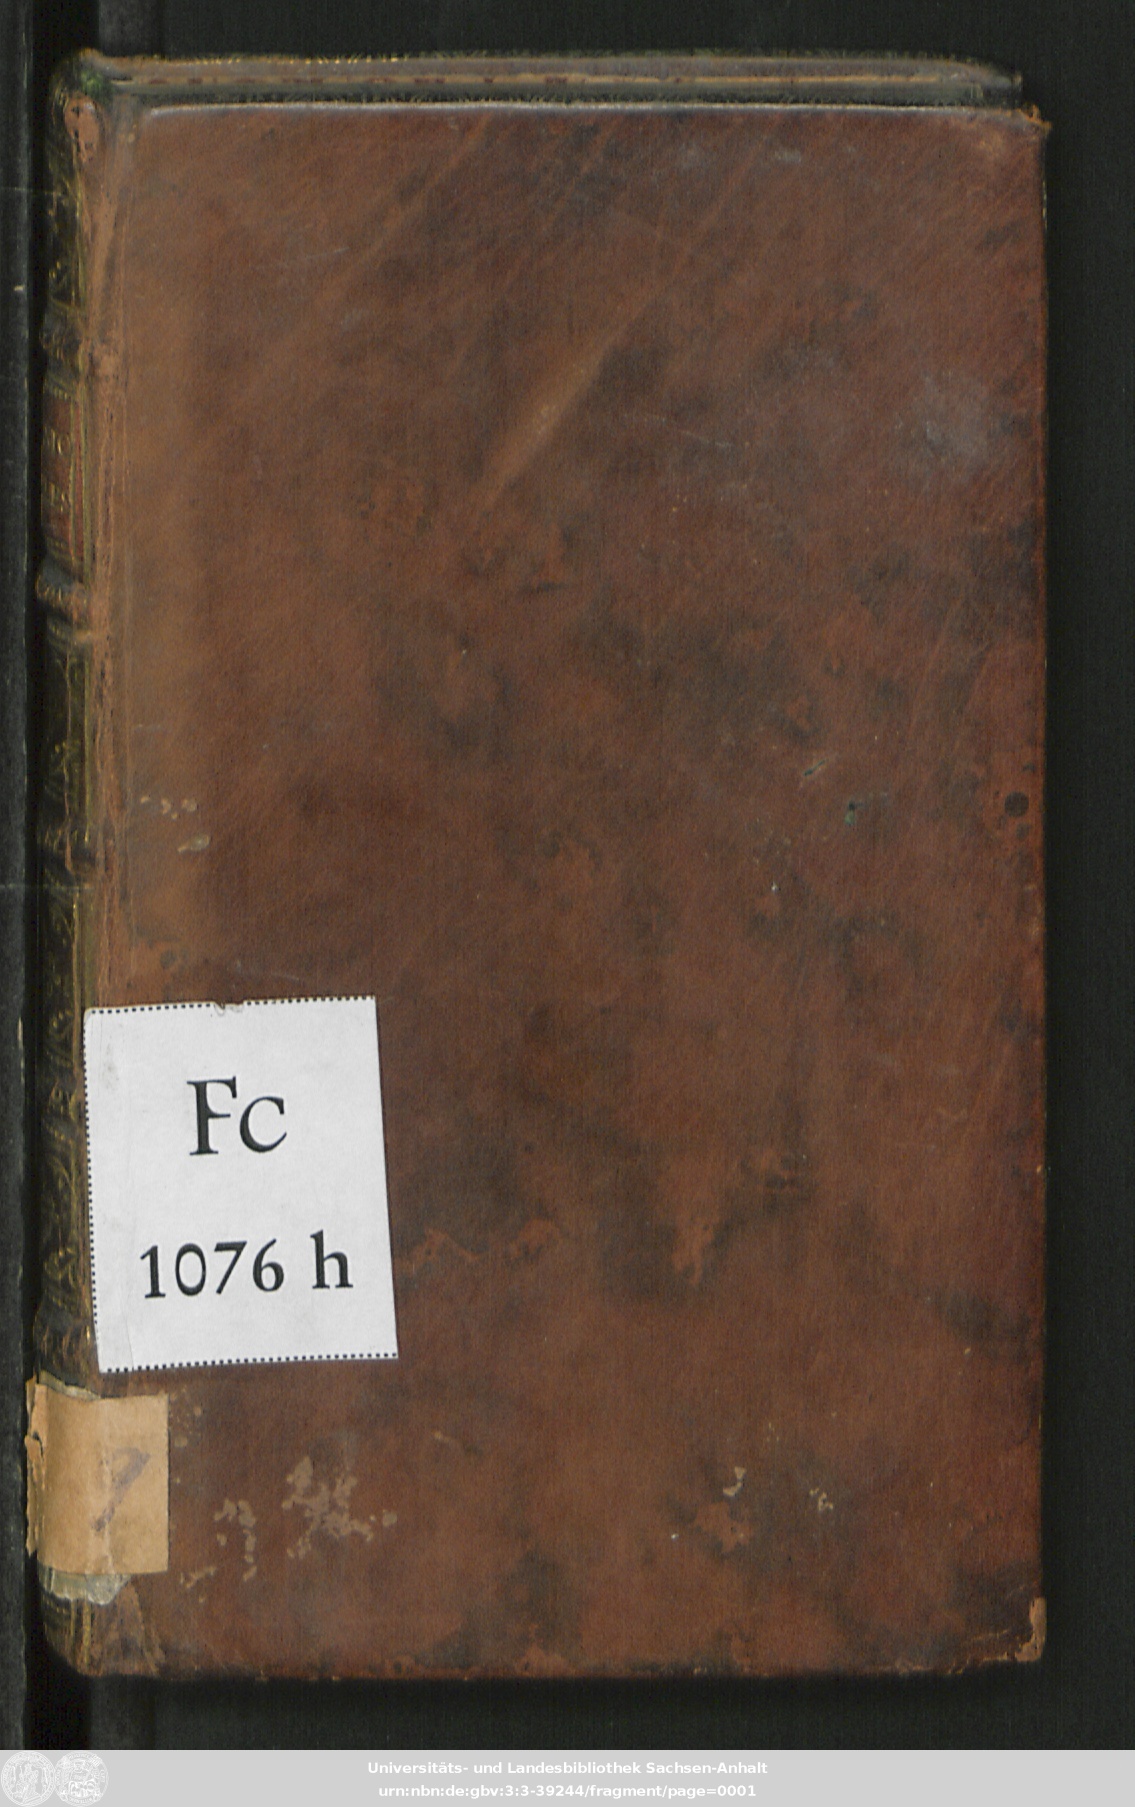 Fc
1076 h
Universitäts- und Landesbibliothek Sachsen-Anhalt
urn:nbn:de:gbv:3:3-39244/fragment/page=0001